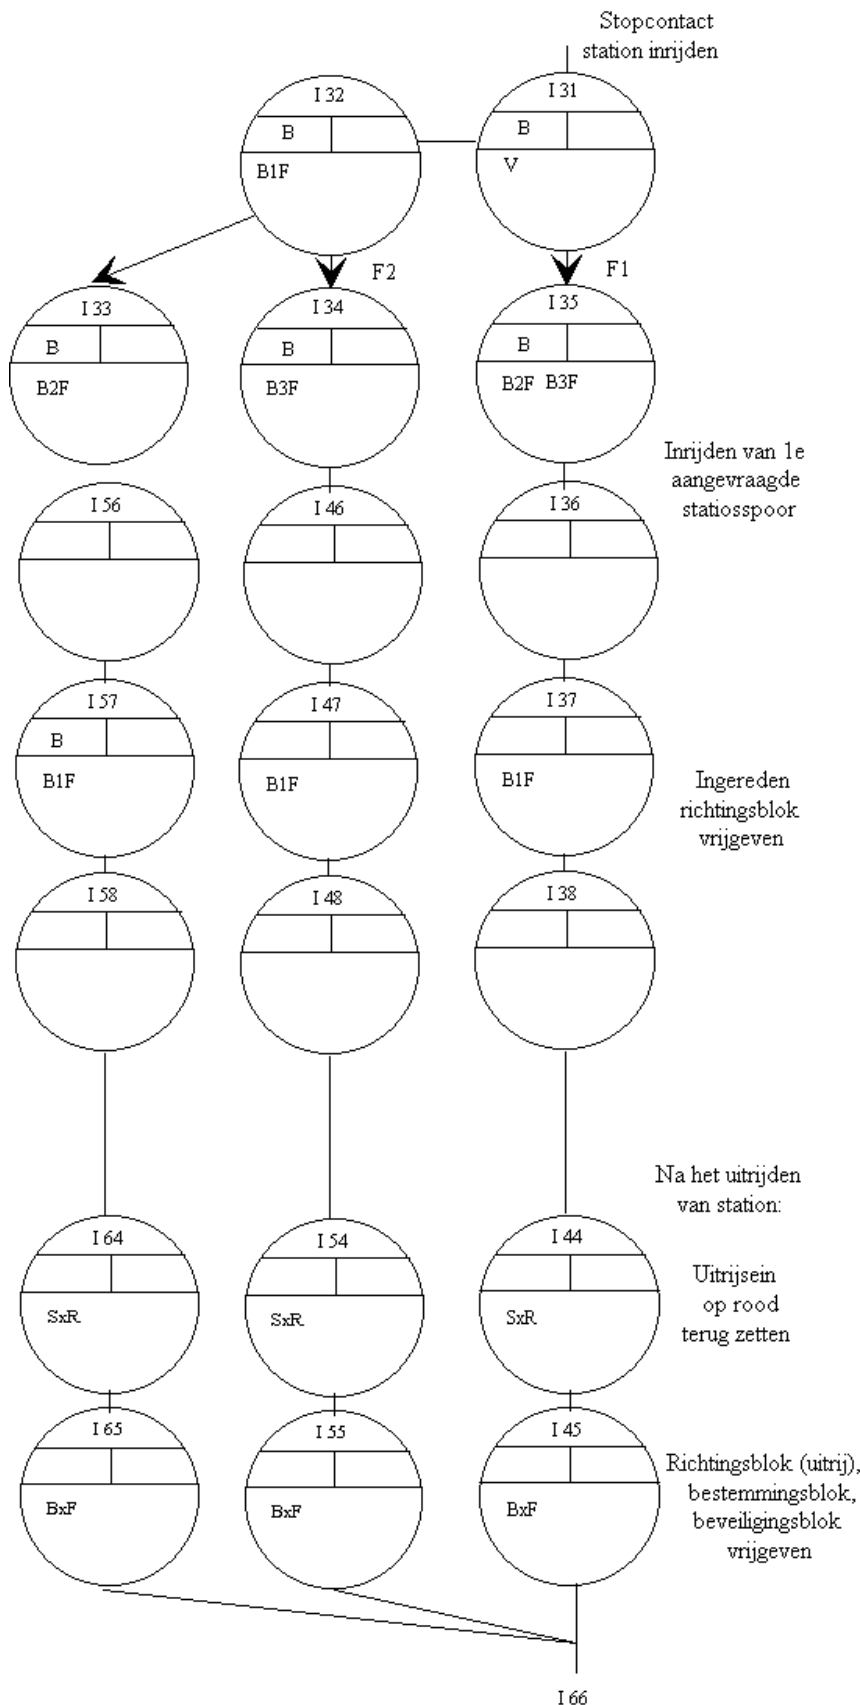 Stopcontact
station inrijden
I 32
I 31
B
B
B1F
V
F2
F1
I 33
I 34
I 35
B
B
B
B2F
B3F
B2F B3F
Inrijden van 1e
aangevraagde
statiosspoor
I 56
I 46
I 36
I 57
I 47
I 37
B
B1F
B1F
B1F
Ingereden
richtingsblok
vrijgeven
I 58
I 48
I 38
Na het uitrijden
van station:
I 64
I 54
I 44
SxR
SxR
SxR
Uitrijsein
op rood
terug zetten
I 65
I 55
I 45
BxF
BxF
BxF
Richtingsblok (uitrij),
bestemmingsblok,
beveiligingsblok
vrijgeven
I 66